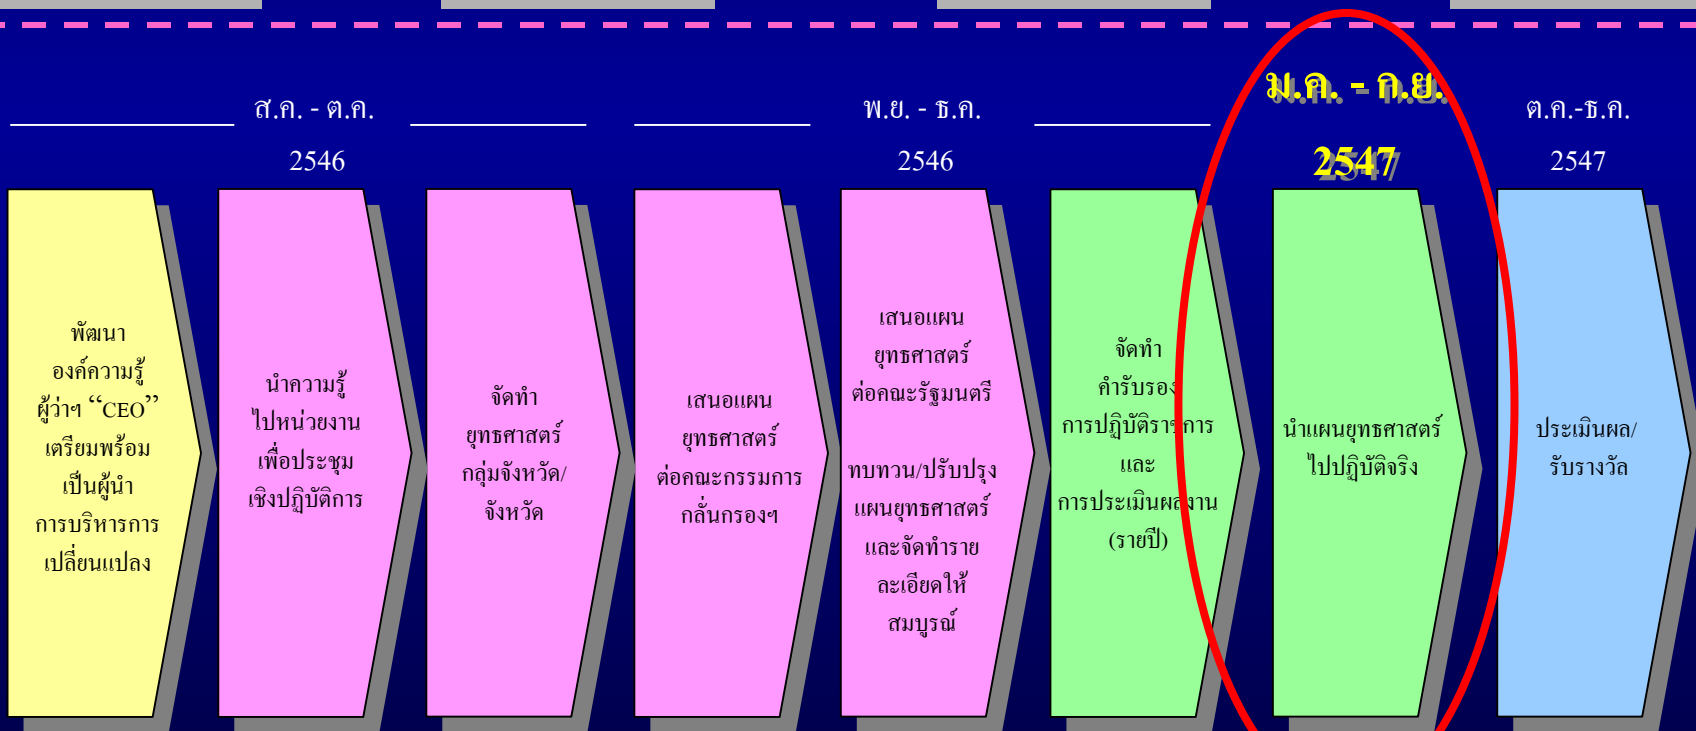 ส.ค. - ต.ค.
2546
พ.ย. - ธ.ค.
2546
ม.ค. - ก.ย.
2547
ต.ค.-ธ.ค.
2547
พัฒนา
องค์ความรู้
ผู้ว่าฯ “CEO”
เตรียมพร้อม
เป็นผู้นำ
การบริหารการ
เปลี่ยนแปลง
นำความรู้
ไปหน่วยงาน
เพื่อประชุม
เชิงปฏิบัติการ
จัดทำ
ยุทธศาสตร์
กลุ่มจังหวัด/
จังหวัด
เสนอแผน
ยุทธศาสตร์
ต่อคณะกรรมการ
กลั่นกรองฯ
เสนอแผน
ยุทธศาสตร์
ต่อคณะรัฐมนตรี
ทบทวน/ปรับปรุง
แผนยุทธศาสตร์
และจัดทำราย
ละเอียดให้
สมบูรณ์
จัดทำ
คำรับรอง
การปฏิบัติราชการ
และ
การประเมินผลงาน
(รายปี)
นำแผนยุทธศาสตร์
ไปปฏิบัติจริง
ประเมินผล/
รับรางวัล